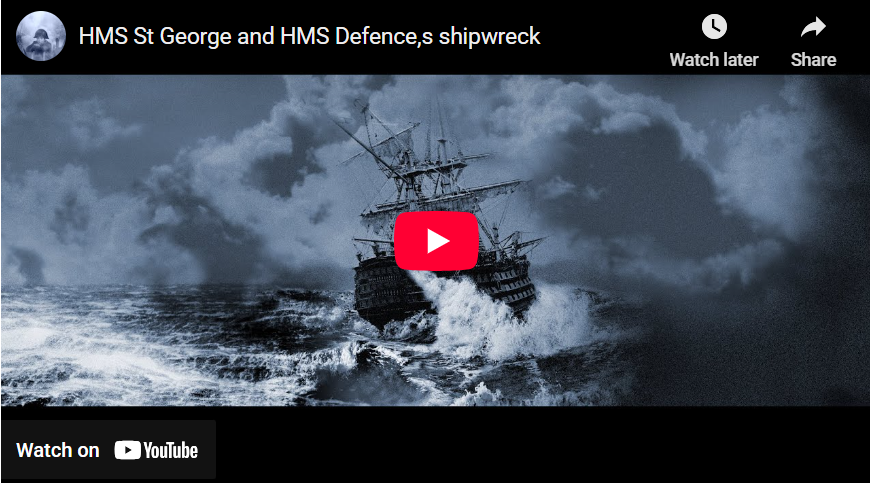 HMS St George and HMS Defence,s shipwreck
Watch later
Share
Watch on YouTube